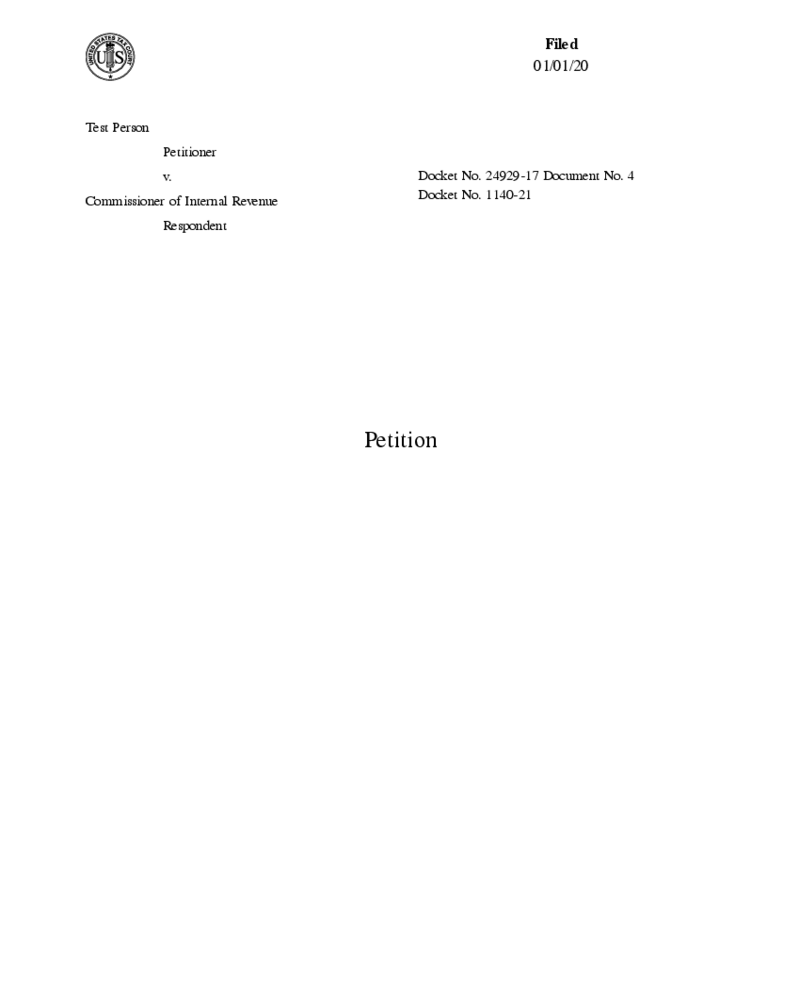 UNITED STATES TAX COURT
US
Filed
01/01/20
Test Person
Petitioner
v.
Commissioner of Internal Revenue
Respondent
Docket No. 24929-17 Document No. 4
Docket No. 1140-21
Petition